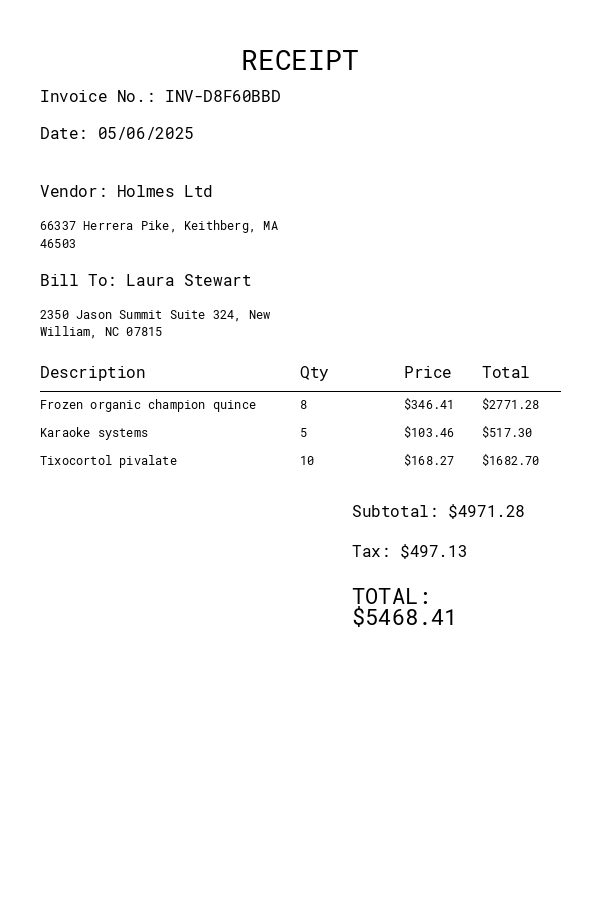 RECEIPT
Invoice No.: INV-D8F60BBD
Date: 05/06/2025
Vendor: Holmes Ltd
66337 Herrera Pike, Keithberg, MA
46503
Bill To: Laura Stewart
2350 Jason Summit Suite 324, New
William, NC 07815
Description Qty Price Total
Frozen organic champion quince 8 $346.41 $2771.28
Karaoke systems 5 $103.46 $517.30
Tixocortol pivalate 10 $168.27 $1682.70
Subtotal: $4971.28
Tax: $497.13
TOTAL:
$5468.41